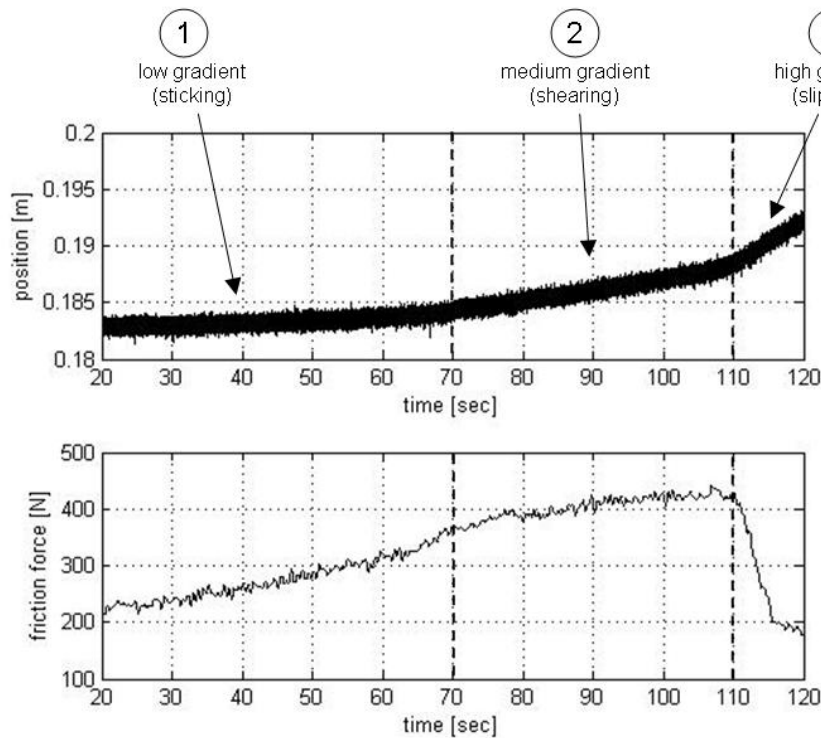 1
2
low gradient
(sticking)
medium gradient
(shearing)
high
0.2
0.195
0.19
0.185
0.18
position [m]
20 30 40 50 60 70 80 90 100 110 120
time [sec]
500
400
300
200
100
friction force [N]
20 30 40 50 60 70 80 90 100 110 120
time [sec]